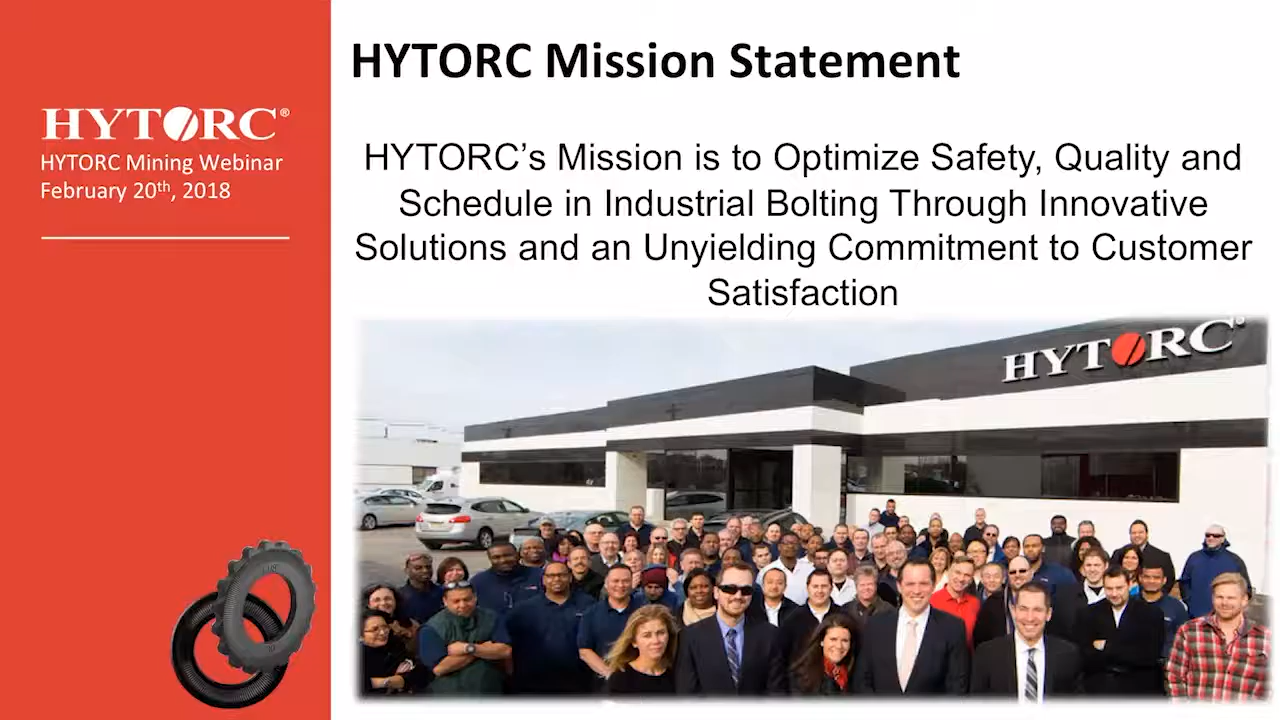 HYTORC Mission Statement
HYTORC®
HYTORC Mining Webinar
February 20th, 2018
HYTORC's Mission is to Optimize Safety, Quality and
Schedule in Industrial Bolting Through Innovative
Solutions and an Unyielding Commitment to Customer
Satisfaction
HYTORC®